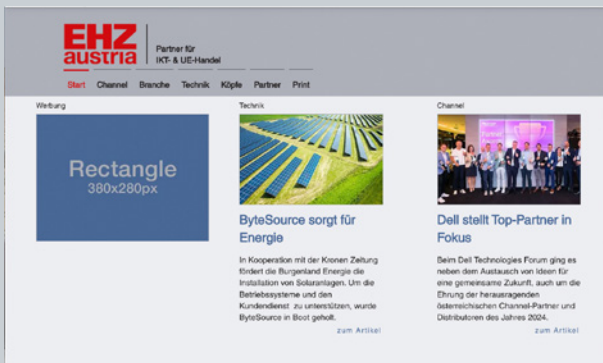 EHZ
austria
Partner für
IKT- & UE-Handel
Start Channel Branche Technik Köpfe Partner Print
Werbung
Rectangle
380x280px
Technik
ByteSource sorgt für
Energie
In Kooperation mit der Kronen Zeitung
fördert die Burgenland Energie die
Installation von Solaranlagen. Um die
Betriebssysteme und den
Kundendienst zu unterstützen, wurde
ByteSource in Boot geholt.
zum Artikel
Channel
Dell stellt Top-Partner in
Fokus
Beim Dell Technologies Forum ging es
neben dem Austausch von Ideen für
eine gemeinsame Zukunft, auch um die
Ehrung der herausragenden
österreichischen Channel-Partner und
Distributoren des Jahres 2024.
zum Artikel